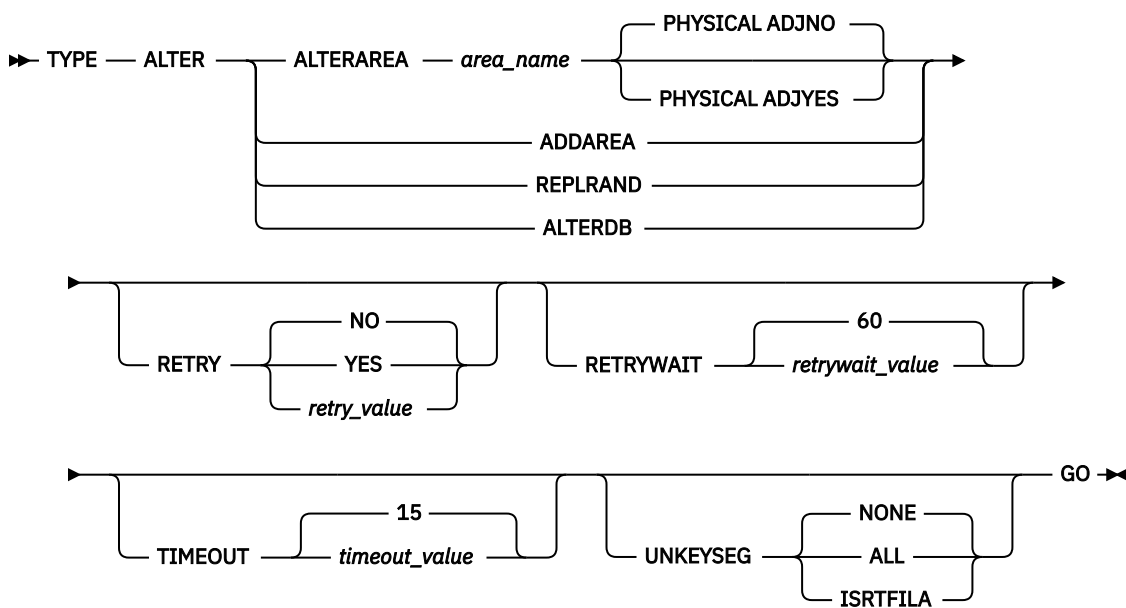 PHYSICAL ADJNO
TYPE ALTER ALTERAREA area_name
PHYSICAL ADJYES
ADDAREA
REPLRAND
ALTERDB
NO 60
RETRY YES RETRYWAIT retrywait_value
retry_value
GO
15 NONE
TIMEOUT timeout_value UNKEYSEG ALL
ISRTFILA